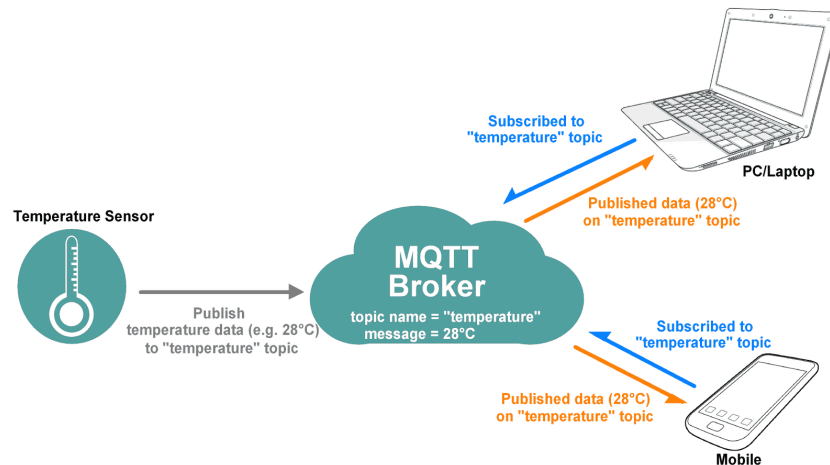 Temperature Sensor
Publish
temperature data (e.g. 28°C)
to "temperature" topic
MQTT
Broker
topic name = "temperature"
message = 28°C
Subscribed to
"temperature" topic
Published data (28°C)
on "temperature" topic
PC/Laptop
Subscribed to
"temperature" topic
Published data (28°C)
on "temperature" topic
Mobile